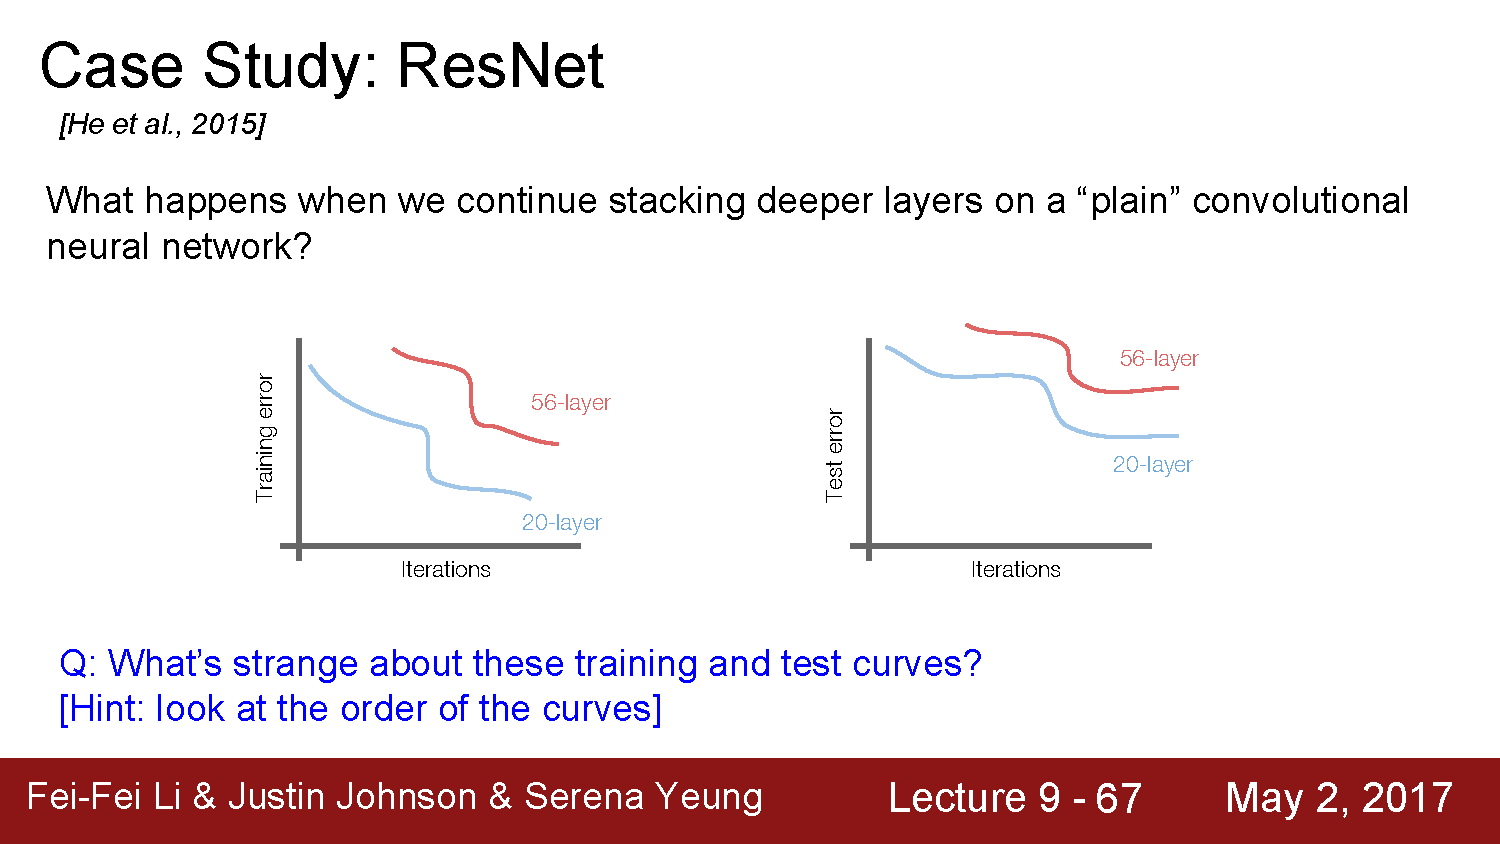 Case Study: ResNet
[He et al., 2015]
What happens when we continue stacking deeper layers on a “plain” convolutional
neural network?
Training error
56-layer
20-layer
Iterations
Test error
56-layer
20-layer
Iterations
Q: What’s strange about these training and test curves?
[Hint: look at the order of the curves]
Fei-Fei Li & Justin Johnson & Serena Yeung
Lecture 9 - 67
May 2, 2017